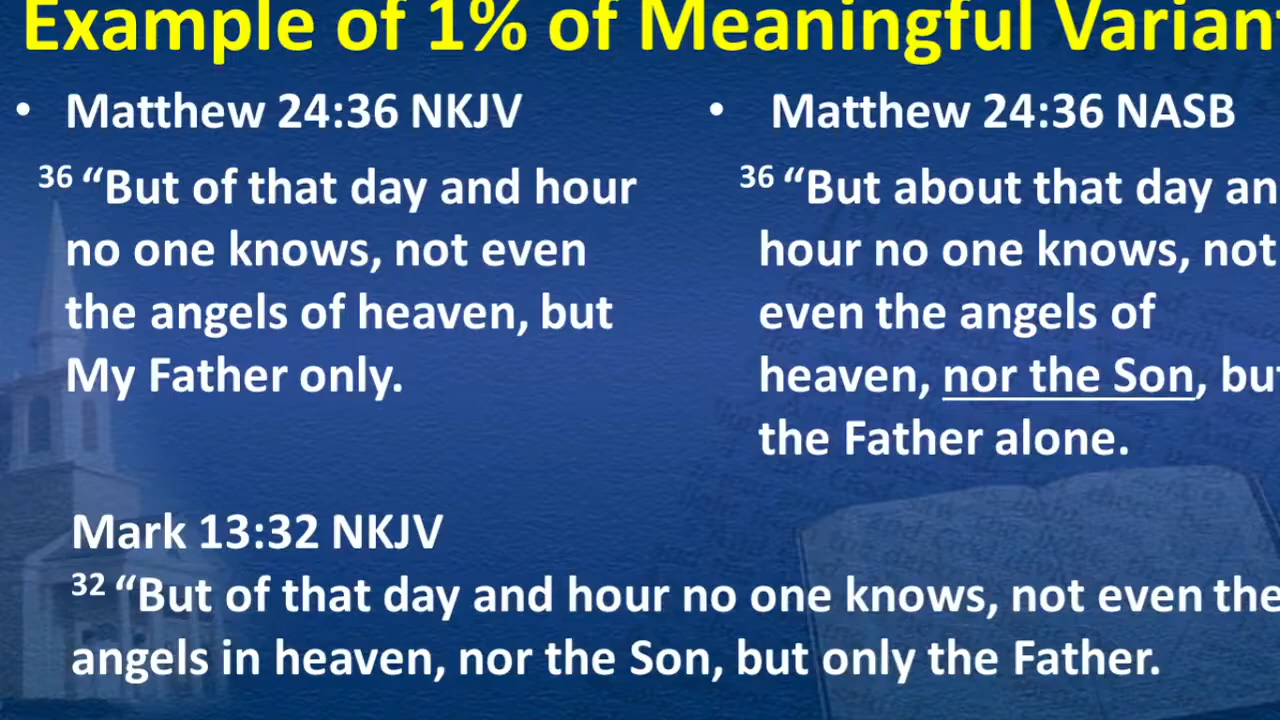 Example of 1% of Meaningful Varian
• Matthew 24:36 NKJV
36 “But of that day and hour
no one knows, not even
the angels of heaven, but
My Father only.
• Matthew 24:36 NASB
36 “But about that day an
hour no one knows, not
even the angels of
heaven, nor the Son, but
the Father alone.
Mark 13:32 NKJV
32 “But of that day and hour no one knows, not even the
angels in heaven, nor the Son, but only the Father.